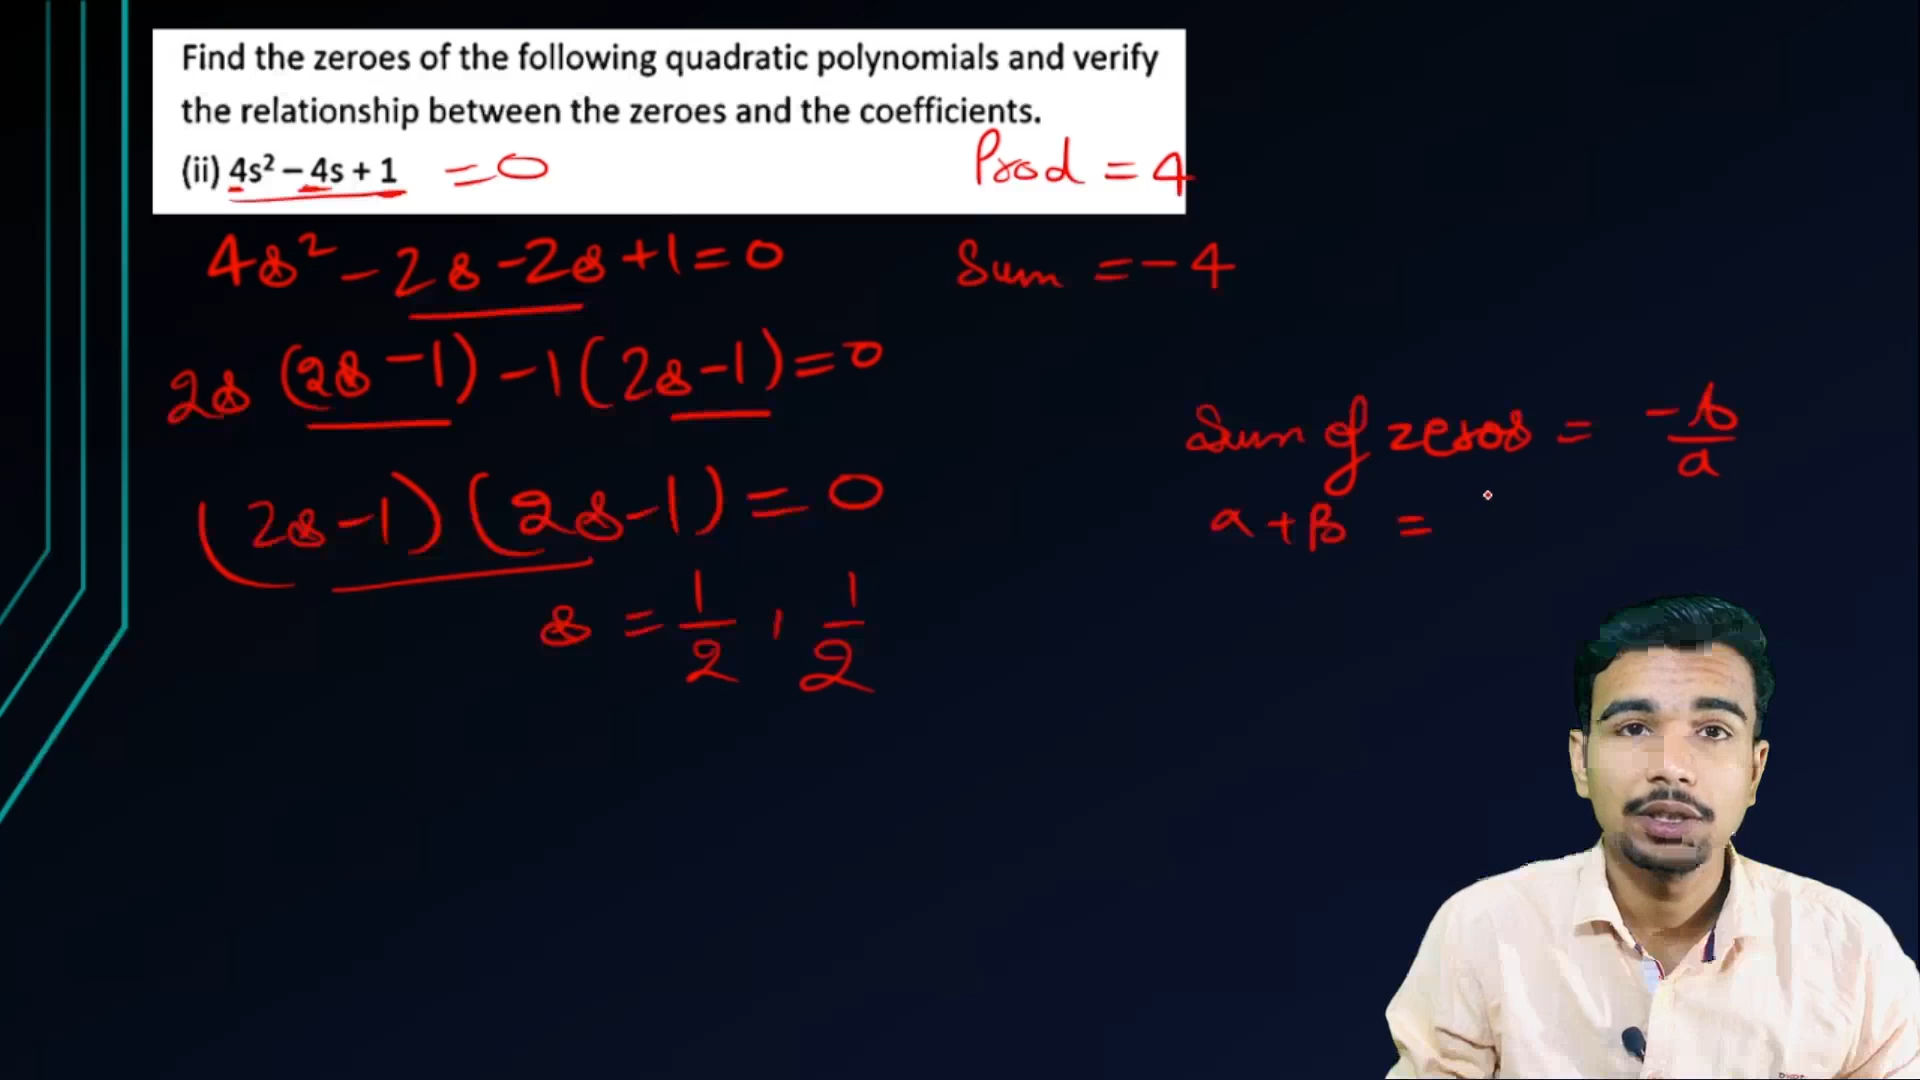 Find the zeroes of the following quadratic polynomials and verify
the relationship between the zeroes and the coefficients.
(ii) 4s² – 4s + 1 = 0
Prod = 4
4s² - 2s - 2s + 1 = 0
Sum = -4
2s (2s - 1) - 1 (2s - 1) = 0
Sum of zeros = -b/a
(2s - 1) (2s - 1) = 0
α + β =
s = 1/2 , 1/2